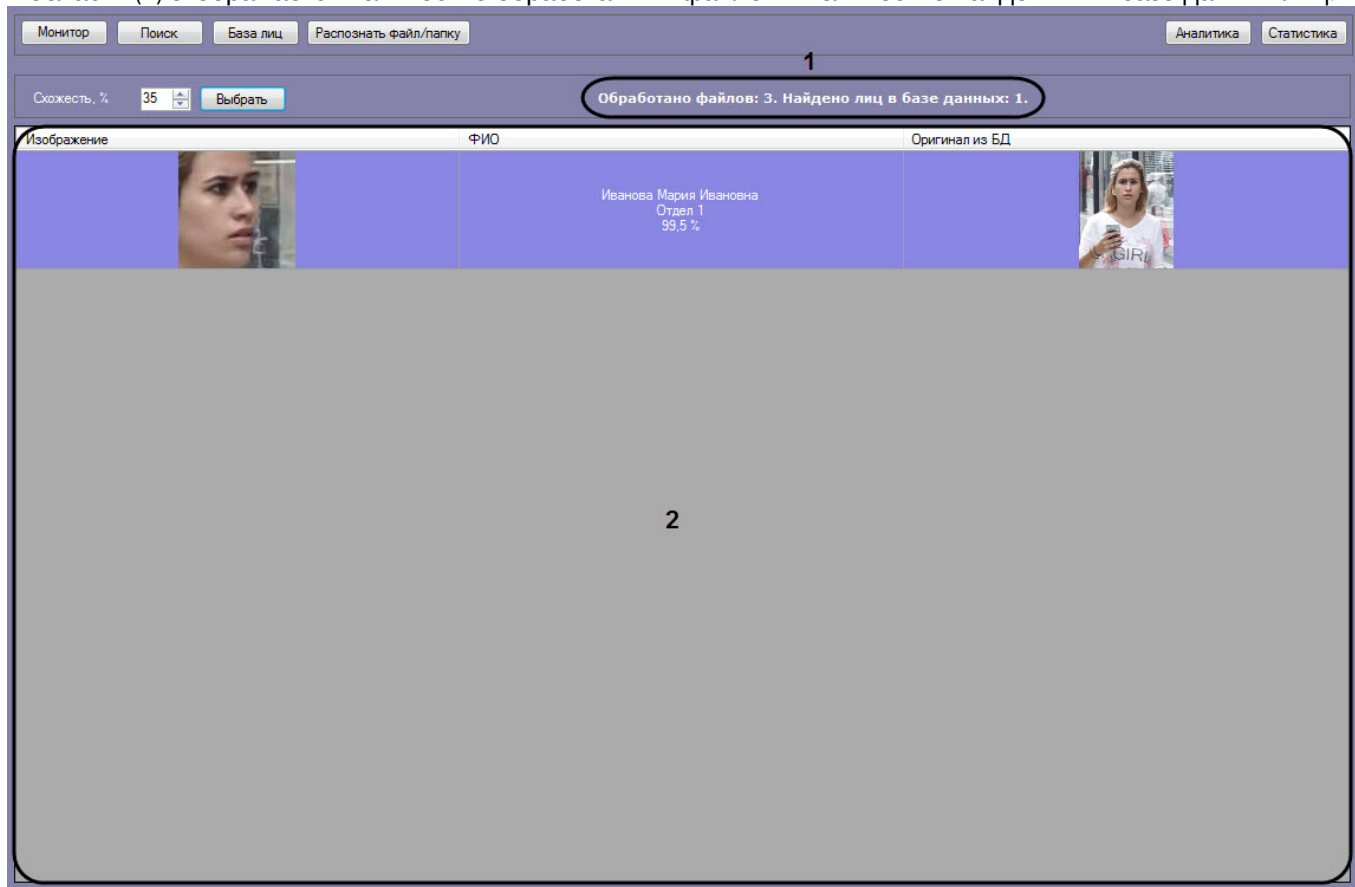 Монитор Поиск База лиц Распознать файл/папку Аналитика Статистика
1
Схожесть, % 35 Выбрать Обработано файлов: 3. Найдено лиц в базе данных: 1.
Изображение ФИО Оригинал из БД
Иванова Мария Ивановна
Отдел 1
99,5 %
GIRL
2